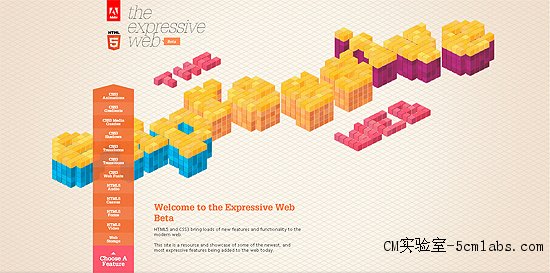 Adobe
the
expressive
web
Beta
HTML
5
THE
EXPRESSIVE
WEB
CSS3
Animations
CSS3
Gradients
CSS3 Media
Queries
CSS3
Shadows
CSS3
Transforms
CSS3
Transitions
CSS3
Web Fonts
HTML5
Audio
HTML5
Canvas
HTML5
Forms
HTML5
Video
Web
Storage
Choose A
Feature
Welcome to the Expressive Web
Beta
HTML5 and CSS3 bring loads of new features and functionality to the
modern web.
This site is a resource and showcase of some of the newest, and
most expressive features being added to the web today.
CM实验室-5cmlabs.com